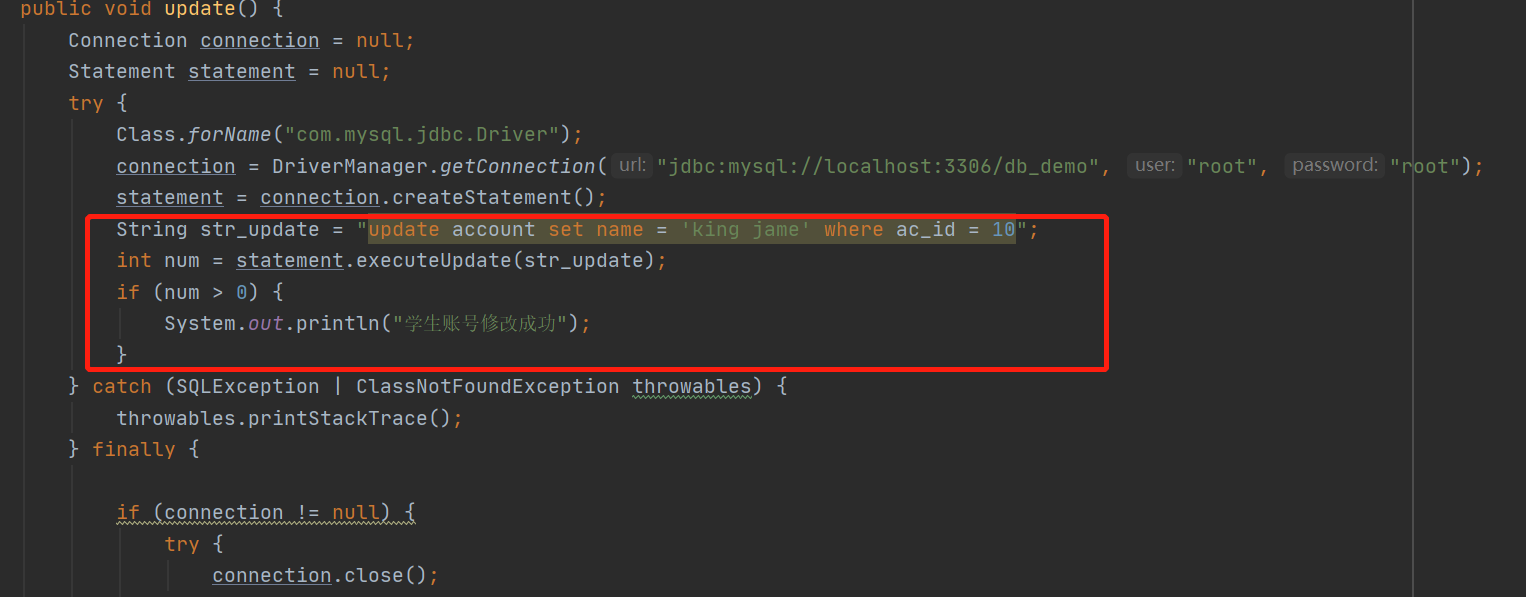 public void update() {
Connection connection = null;
Statement statement = null;
try {
Class.forName("com.mysql.jdbc.Driver");
connection = DriverManager.getConnection( url: "jdbc:mysql://localhost:3306/db_demo", user: "root", password: "root");
statement = connection.createStatement();
String str_update = "update account set name = 'king jame' where ac_id = 10";
int num = statement.executeUpdate(str_update);
if (num > 0) {
System.out.println("学生账号修改成功");
}
} catch (SQLException | ClassNotFoundException throwables) {
throwables.printStackTrace();
} finally {
if (connection != null) {
try {
connection.close();